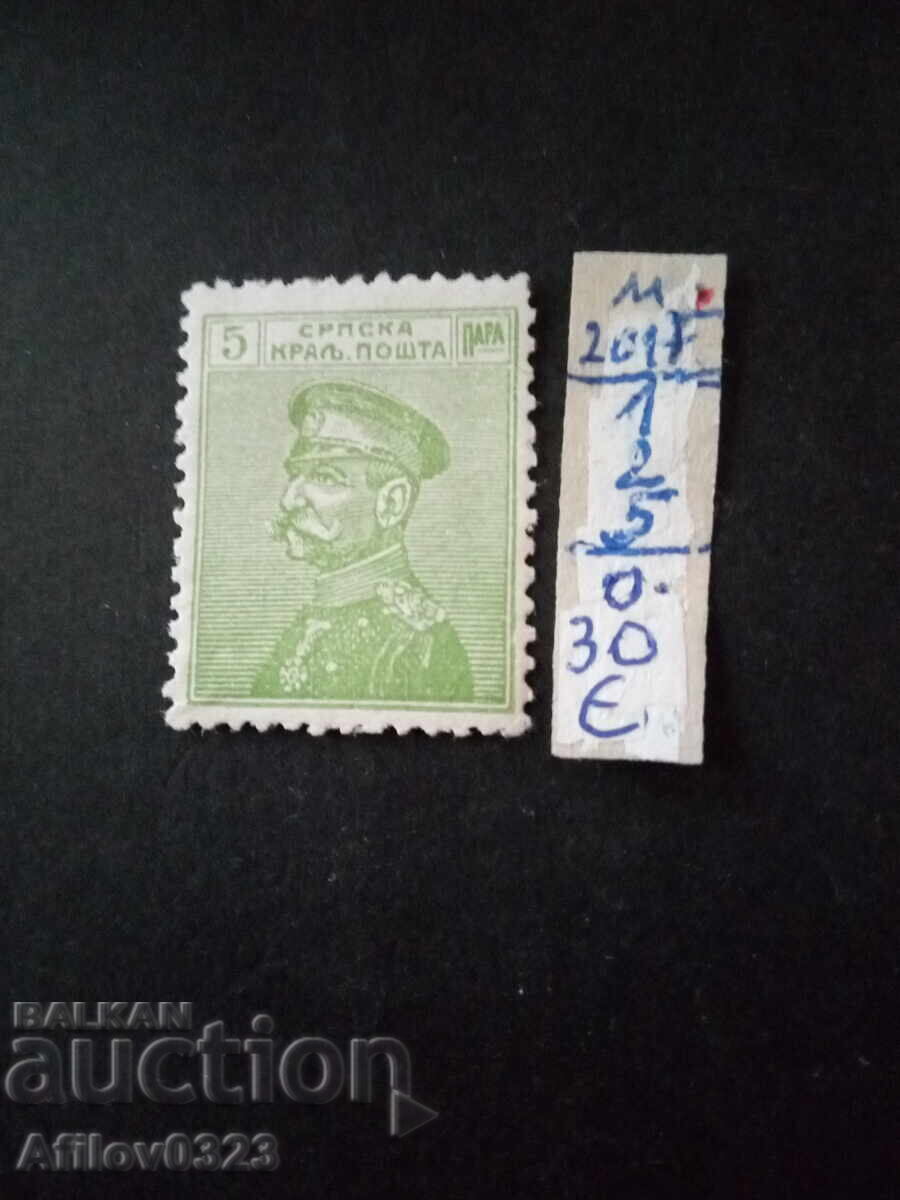 5 СРПСКА ПАРА
КРАЉ. ПОШТА
М
2017
1
2
5
0.
30
€.
BALKAN
auction
Afilov0323